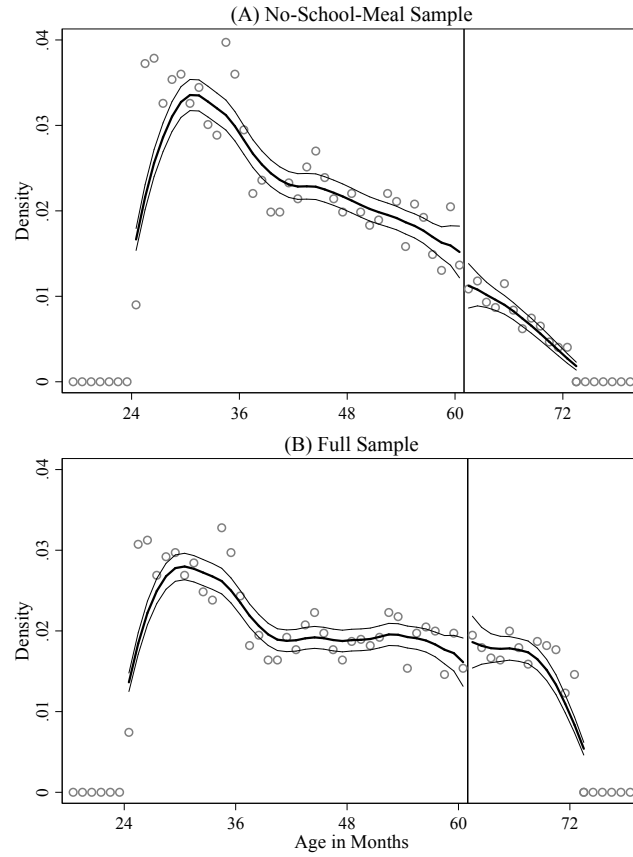 (A) No-School-Meal Sample
.04
.03
.02
.01
0
Density
24 36 48 60 72
(B) Full Sample
.04
.03
.02
.01
0
Density
24 36 48 60 72
Age in Months